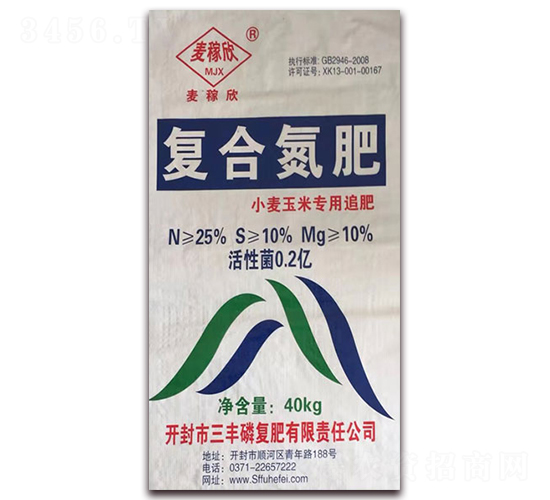 3456.T
麦稼欣
MJX
®
麦稼欣
执行标准: GB2946-2008
许可证号: XK13-001-00167
复合氮肥
小麦玉米专用追肥
N≥25% S≥10% Mg≥10%
活性菌0.2亿
净含量: 40kg
开封市三丰磷复肥有限责任公司
地址: 开封市顺河区青年路188号
电话: 0371-22657222
网址: www.Sffuhefei.com
招商网